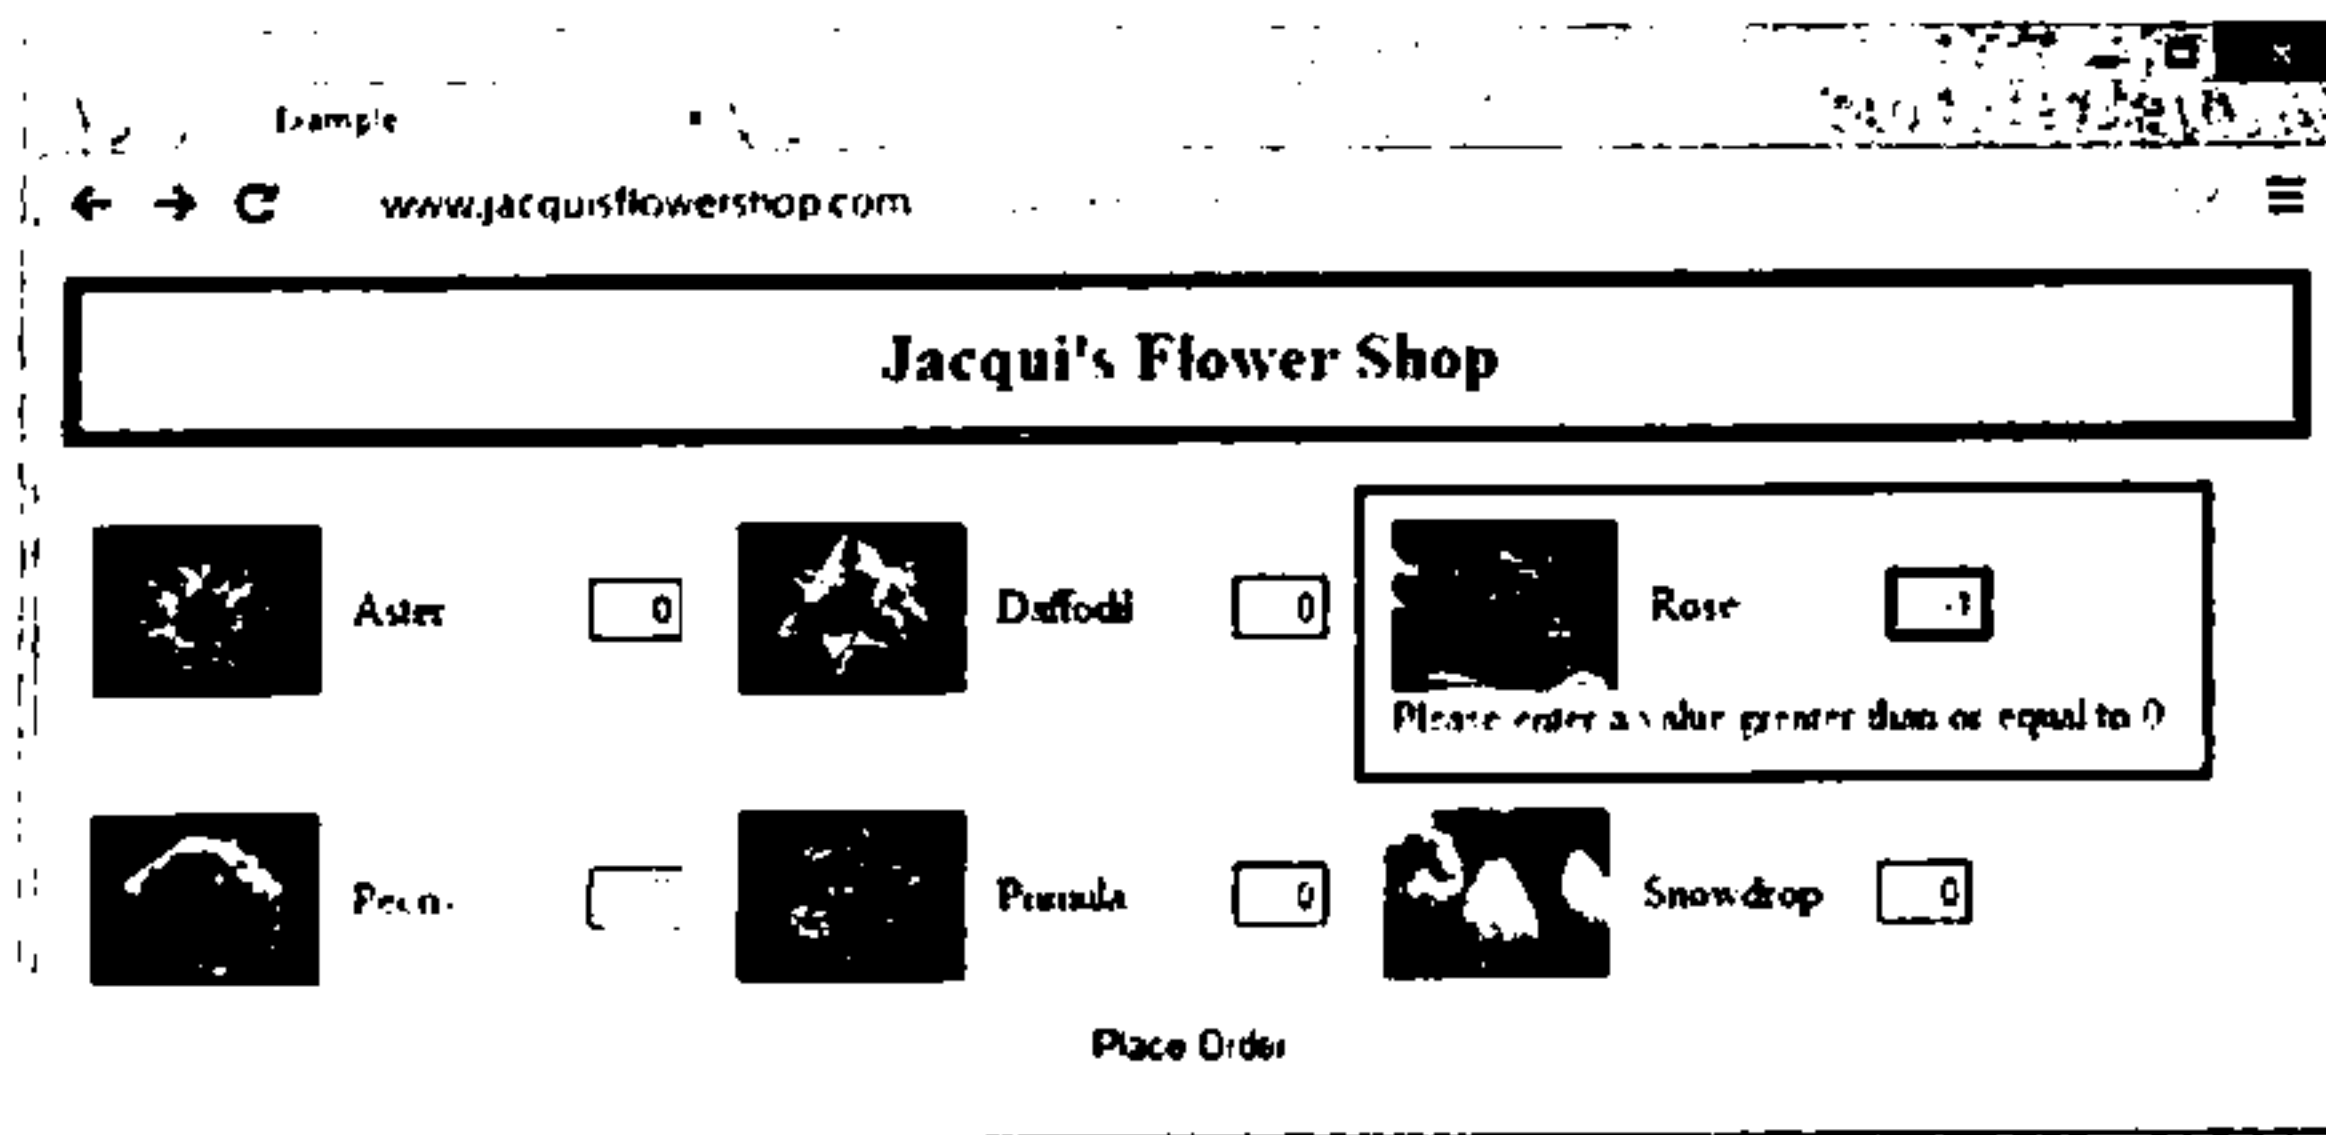 Example
www.jacquisflowershop.com
Jacqui's Flower Shop
Aster 0 Daffodil 0 Rose -1
Please enter a value greater than or equal to 0
Primula 0 Snowdrop 0
Place Order